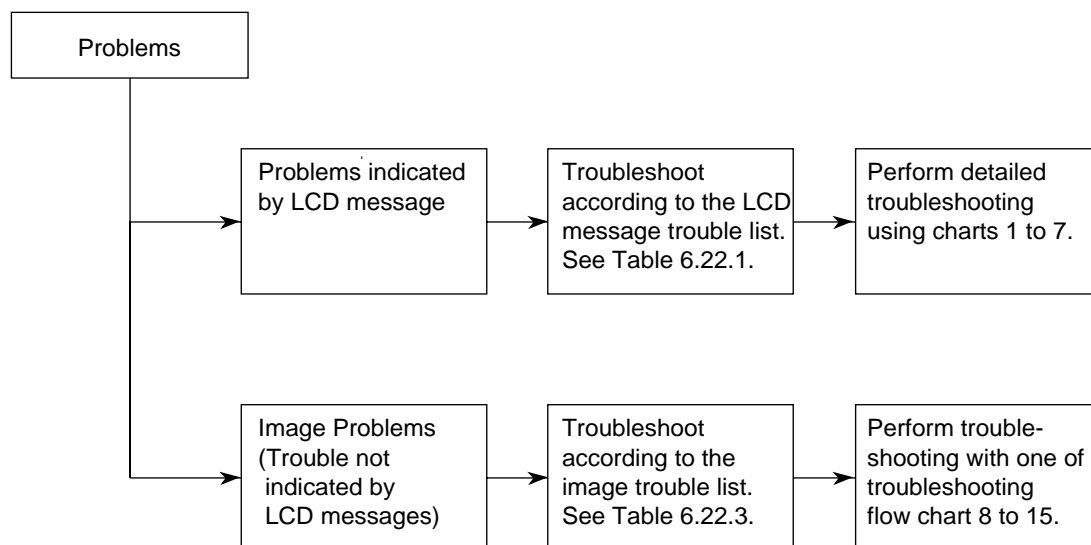 Problems
Problems indicated
by LCD message
Troubleshoot
according to the LCD
message trouble list.
See Table 6.22.1.
Perform detailed
troubleshooting
using charts 1 to 7.
Image Problems
(Trouble not
indicated by
LCD messages)
Troubleshoot
according to the
image trouble list.
See Table 6.22.3.
Perform trouble-
shooting with one of
troubleshooting
flow chart 8 to 15.